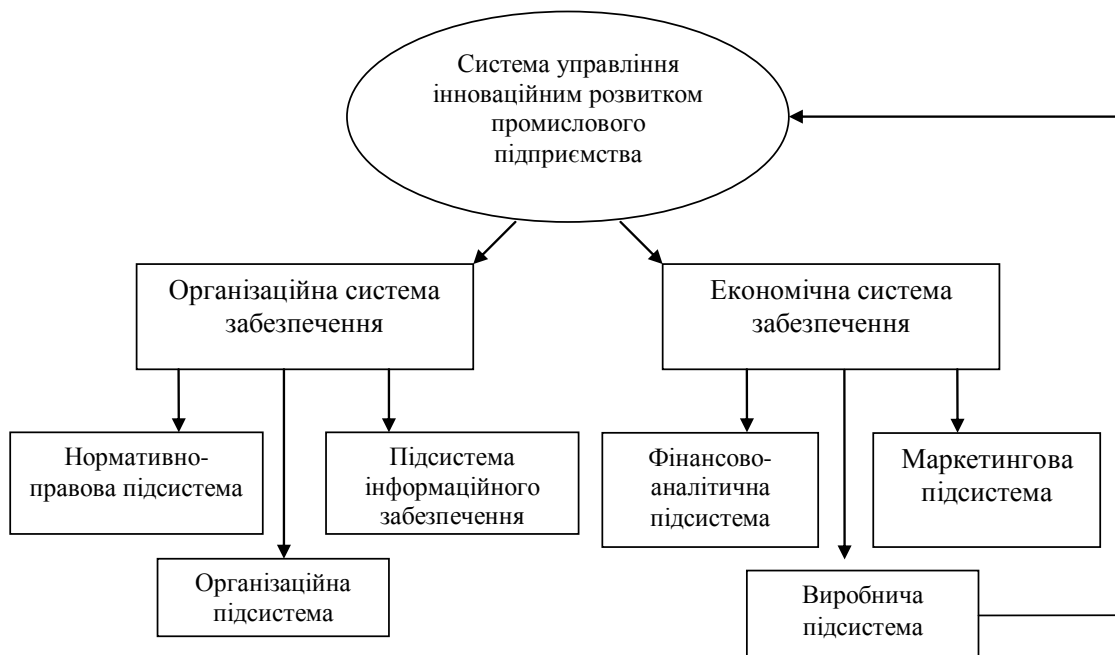 Система управління
інноваційним розвитком
промислового
підприємства
Організаційна система
забезпечення
Економічна система
забезпечення
Нормативно-
правова підсистема
Підсистема
інформаційного
забезпечення
Фінансово-
аналітична
підсистема
Маркетингова
підсистема
Організаційна
підсистема
Виробнича
підсистема